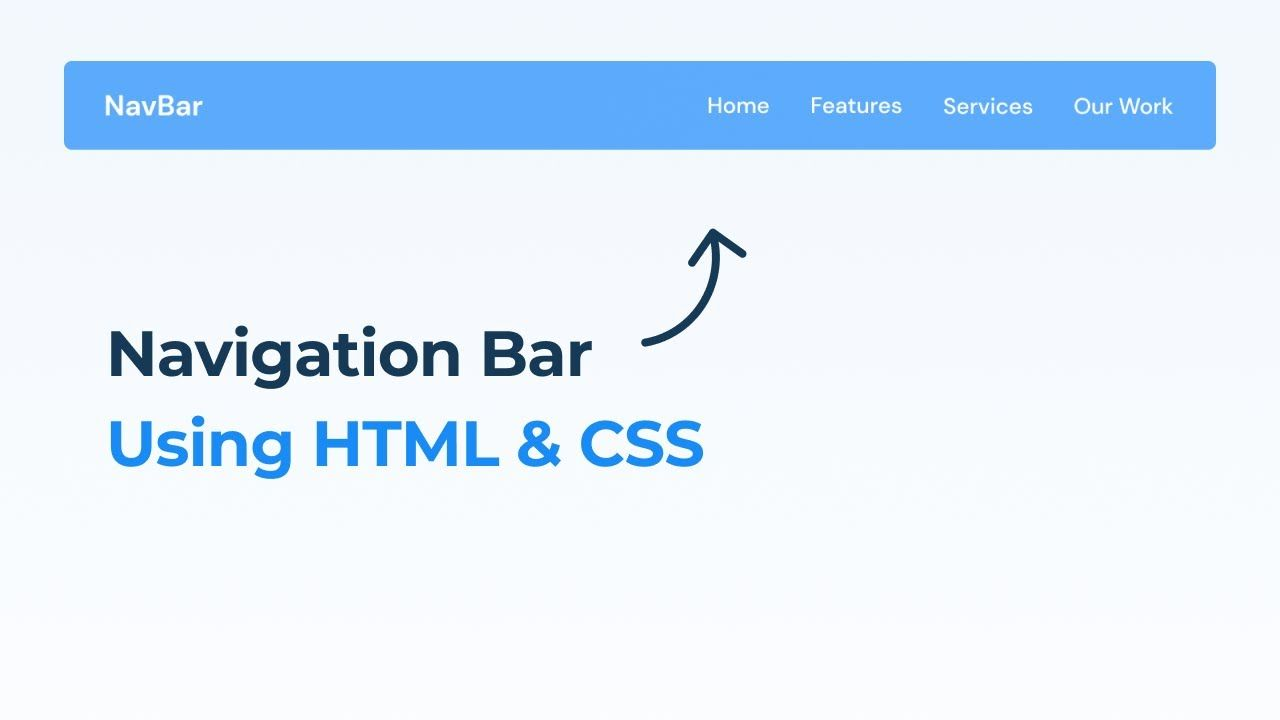 NavBar Home Features Services Our Work
Navigation Bar
Using HTML & CSS